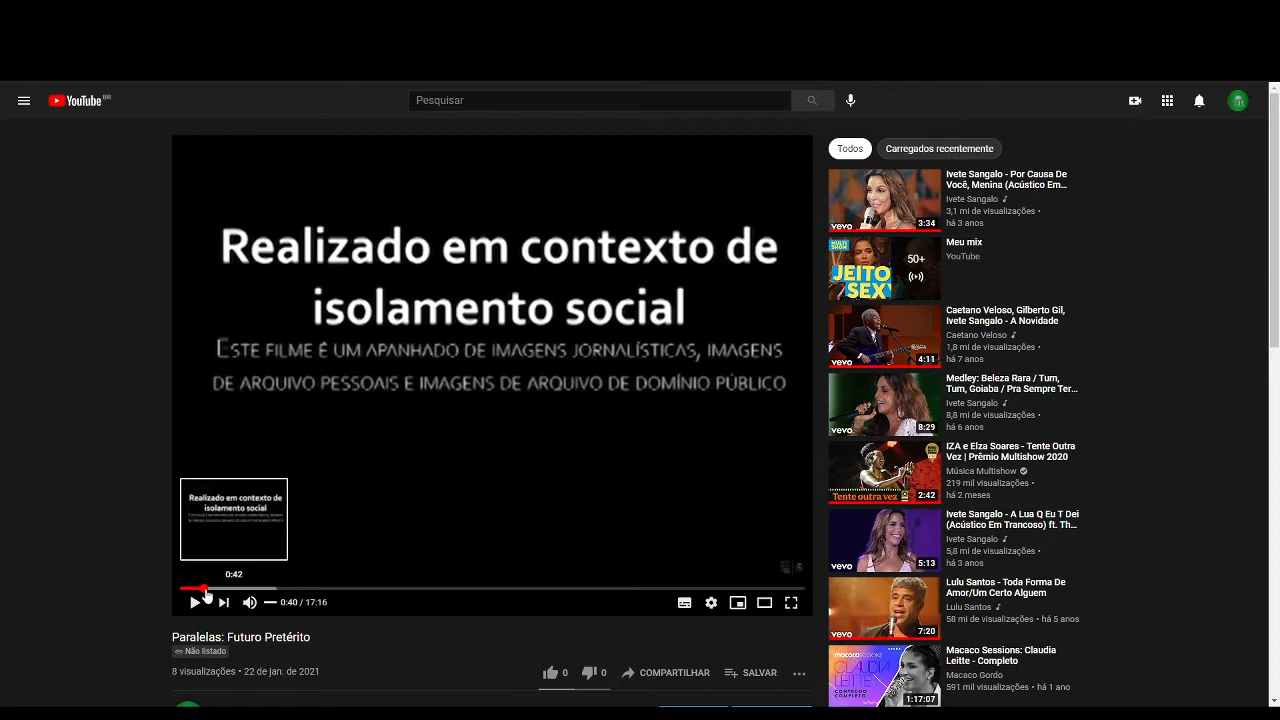 YouTube BR
Pesquisar
Realizado em contexto de
isolamento social
ESTE FILME É UM APANHADO DE IMAGENS JORNALÍSTICAS, IMAGENS
DE ARQUIVO PESSOAIS E IMAGENS DE ARQUIVO DE DOMÍNIO PÚBLICO
Realizado em contexto de
isolamento social
0:42
0:40 / 17:16
Paralelas: Futuro Pretérito
Não listado
8 visualizações • 22 de jan. de 2021
0
0
COMPARTILHAR
SALVAR
Todos
Carregados recentemente
vevo
3:34
Ivete Sangalo - Por Causa De
Você, Menina (Acústico Em...
Ivete Sangalo
3,1 mi de visualizações •
há 3 anos
MULTI
SHOW
JEITO
SEXY
50+
Meu mix
YouTube
vevo
4:11
Caetano Veloso, Gilberto Gil,
Ivete Sangalo - A Novidade
Caetano Veloso
1,8 mi de visualizações •
há 7 anos
vevo
8:29
Medley: Beleza Rara / Tum,
Tum, Goiaba / Pra Sempre Ter...
Ivete Sangalo
8,8 mi de visualizações •
há 6 anos
Tente outra vez
2:42
IZA e Elza Soares - Tente Outra
Vez | Prêmio Multishow 2020
Música Multishow
219 mil visualizações •
há 2 meses
vevo
5:13
Ivete Sangalo - A Lua Q Eu T Dei
(Acústico Em Trancoso) ft. Th...
Ivete Sangalo
5,8 mi de visualizações •
há 3 anos
7:20
Lulu Santos - Toda Forma De
Amor/Um Certo Alguem
Lulu Santos
58 mi de visualizações • há 5 anos
macacosessions
CLAUDIA
LEITTE
CONTEÚDO
COMPLETO
1:17:07
Macaco Sessions: Claudia
Leitte - Completo
Macaco Gordo
591 mil visualizações • há 1 ano